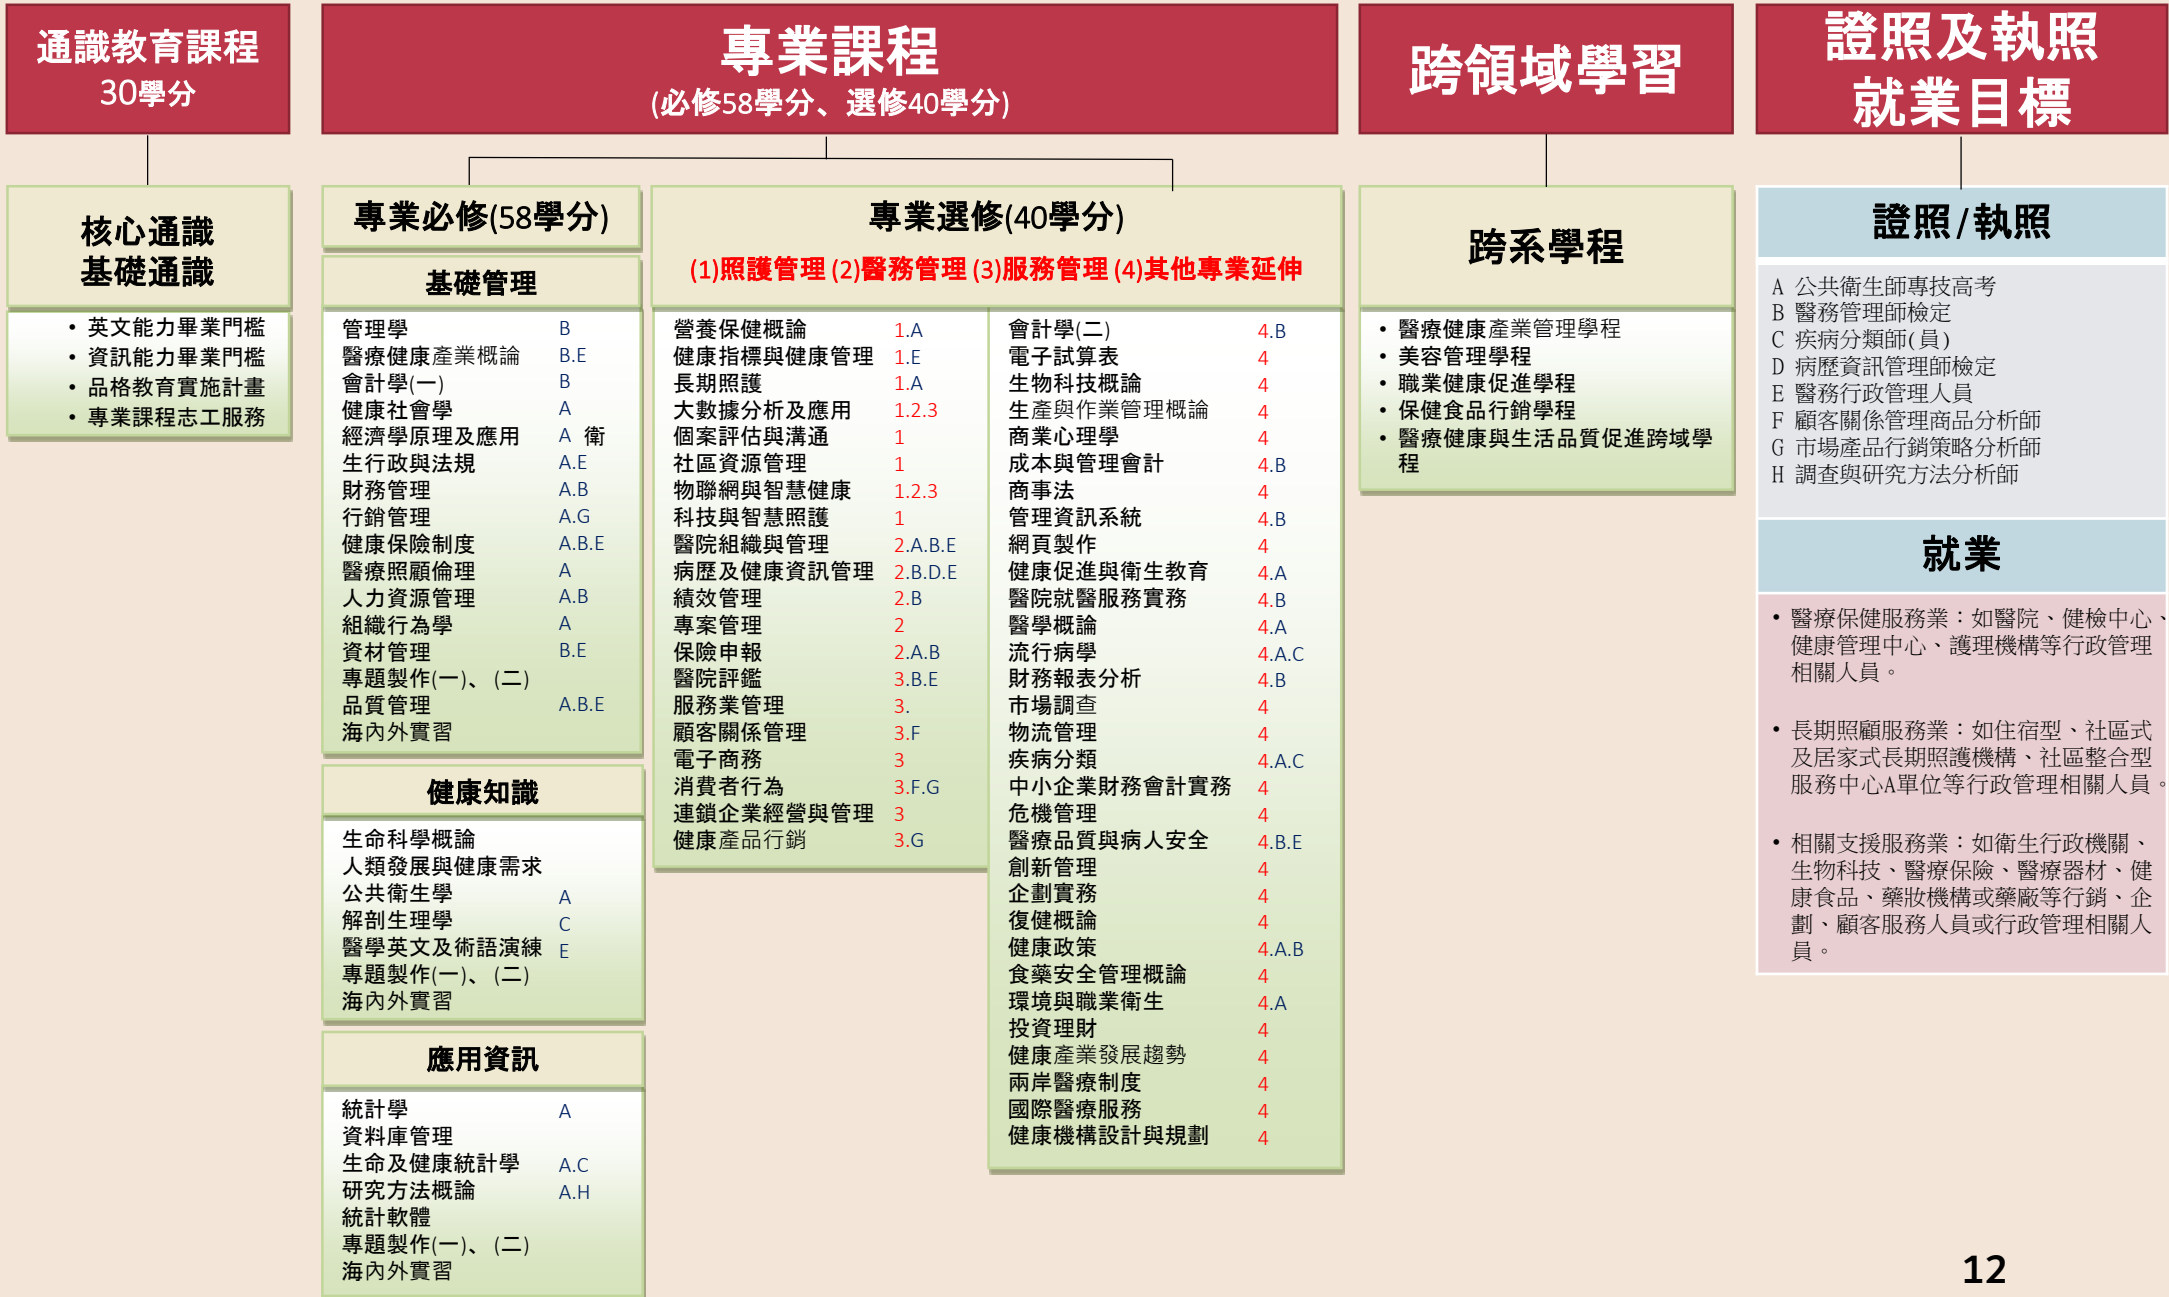 通識教育課程
30學分
專業課程
(必修58學分、選修40學分)
跨領域學習
證照及執照
就業目標
核心通識
基礎通識
• 英文能力畢業門檻
• 資訊能力畢業門檻
• 品格教育實施計畫
• 專業課程志工服務
專業必修(58學分)
基礎管理
管理學 B
醫療健康產業概論 B.E
會計學(一) B
健康社會學 A
經濟學原理及應用 A 衛
生行政與法規 A.E
財務管理 A.B
行銷管理 A.G
健康保險制度 A.B.E
醫療照顧倫理 A
人力資源管理 A.B
組織行為學 A
資材管理 B.E
專題製作(一)、(二)
品質管理 A.B.E
海內外實習
健康知識
生命科學概論
人類發展與健康需求
公共衛生學 A
解剖生理學 C
醫學英文及術語演練 E
專題製作(一)、(二)
海內外實習
應用資訊
統計學 A
資料庫管理
生命及健康統計學 A.C
研究方法概論 A.H
統計軟體
專題製作(一)、(二)
海內外實習
專業選修(40學分)
(1)照護管理 (2)醫務管理 (3)服務管理 (4)其他專業延伸
營養保健概論 1.A
健康指標與健康管理 1.E
長期照護 1.A
大數據分析及應用 1.2.3
個案評估與溝通 1
社區資源管理 1
物聯網與智慧健康 1.2.3
科技與智慧照護 1
醫院組織與管理 2.A.B.E
病歷及健康資訊管理 2.B.D.E
績效管理 2.B
專案管理 2
保險申報 2.A.B
醫院評鑑 3.B.E
服務業管理 3.
顧客關係管理 3.F
電子商務 3
消費者行為 3.F.G
連鎖企業經營與管理 3
健康產品行銷 3.G
會計學(二) 4.B
電子試算表 4
生物科技概論 4
生產與作業管理概論 4
商業心理學 4
成本與管理會計 4.B
商事法 4
管理資訊系統 4.B
網頁製作 4
健康促進與衛生教育 4.A
醫院就醫服務實務 4.B
醫學概論 4.A
流行病學 4.A.C
財務報表分析 4.B
市場調查 4
物流管理 4
疾病分類 4.A.C
中小企業財務會計實務 4
危機管理 4
醫療品質與病人安全 4.B.E
創新管理 4
企劃實務 4
復健概論 4
健康政策 4.A.B
食藥安全管理概論 4
環境與職業衛生 4.A
投資理財 4
健康產業發展趨勢 4
兩岸醫療制度 4
國際醫療服務 4
健康機構設計與規劃 4
跨系學程
• 醫療健康產業管理學程
• 美容管理學程
• 職業健康促進學程
• 保健食品行銷學程
• 醫療健康與生活品質促進跨域學
程
證照/執照
A 公共衛生師專技高考
B 醫務管理師檢定
C 疾病分類師(員)
D 病歷資訊管理師檢定
E 醫務行政管理人員
F 顧客關係管理商品分析師
G 市場產品行銷策略分析師
H 調查與研究方法分析師
就業
• 醫療保健服務業：如醫院、健檢中心、
健康管理中心、護理機構等行政管理
相關人員。
• 長期照顧服務業：如住宿型、社區式
及居家式長期照護機構、社區整合型
服務中心A單位等行政管理相關人員。
• 相關支援服務業：如衛生行政機關、
生物科技、醫療保險、醫療器材、健
康食品、藥妝機構或藥廠等行銷、企
劃、顧客服務人員或行政管理相關人
員。
12